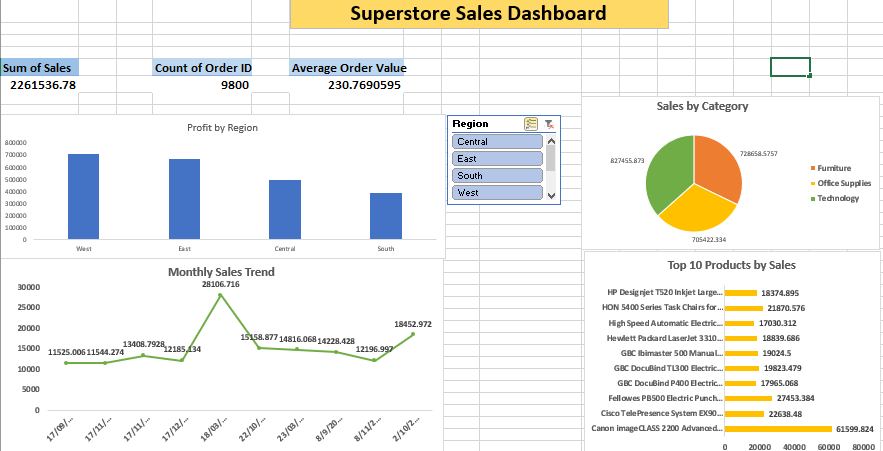 Superstore Sales Dashboard
Sum of Sales
2261536.78
Count of Order ID
9800
Average Order Value
230.7690595
Profit by Region
800000
700000
600000
500000
400000
300000
200000
100000
0
West
East
Central
South
Region
Central
East
South
West
Sales by Category
827455.873
728658.5757
705422.334
Furniture
Office Supplies
Technology
Monthly Sales Trend
30000
25000
20000
15000
10000
5000
0
11525.006
11544.274
13408.7928
12185.134
28106.716
15158.877
14816.068
14228.428
12196.997
18452.972
17/09/...
17/11/...
17/11/...
17/12/...
18/03/...
22/10/...
23/03/...
8/9/20...
8/11/2...
2/10/2...
Top 10 Products by Sales
HP Designjet T520 Inkjet Large... 18374.895
HON 5400 Series Task Chairs for... 21870.576
High Speed Automatic Electric... 17030.312
Hewlett Packard LaserJet 3310... 18839.686
GBC Ibimaster 500 Manual... 19024.5
GBC DocuBind TL300 Electric... 19823.479
GBC DocuBind P400 Electric... 17965.068
Fellowes PB500 Electric Punch... 27453.384
Cisco TelePresence System EX90... 22638.48
Canon imageCLASS 2200 Advanced... 61599.824
0 20000 40000 60000 80000